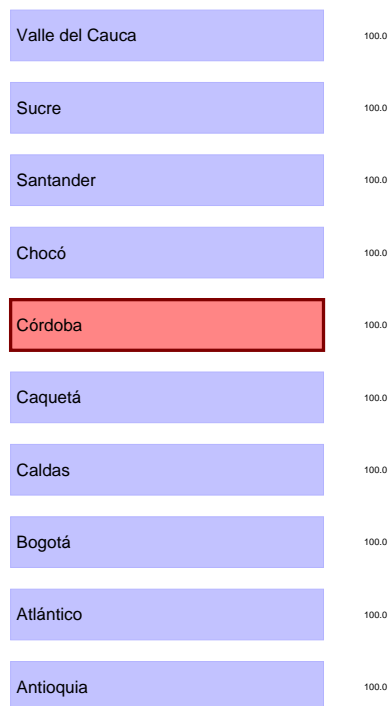 Valle del Cauca 100.0
Sucre 100.0
Santander 100.0
Chocó 100.0
Córdoba 100.0
Caquetá 100.0
Caldas 100.0
Bogotá 100.0
Atlántico 100.0
Antioquia 100.0